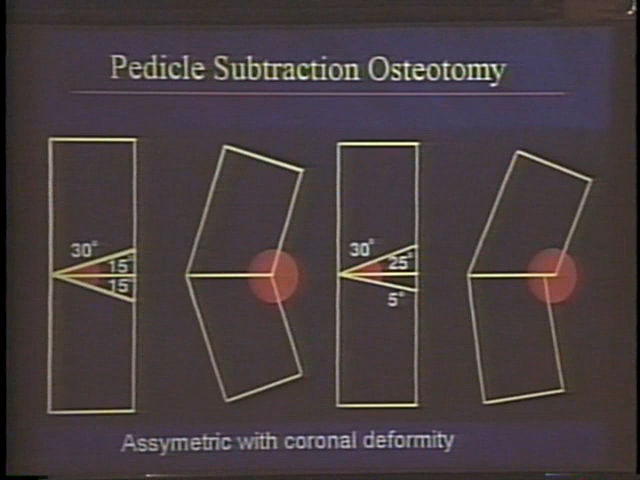 Pedicle Subtraction Osteotomy
30° 15° 15°
30° 25° 5°
Assymetric with coronal deformity